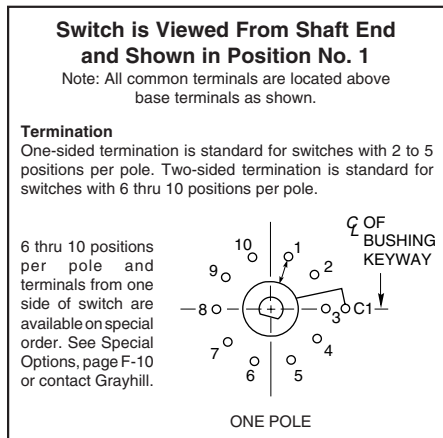 Switch is Viewed From Shaft End
and Shown in Position No. 1
Note: All common terminals are located above
base terminals as shown.
Termination
One-sided termination is standard for switches with 2 to 5
positions per pole. Two-sided termination is standard for
switches with 6 thru 10 positions per pole.
6 thru 10 positions
per pole and
terminals from one
side of switch are
available on special
order. See Special
Options, page F-10
or contact Grayhill.
℄ OF
BUSHING
KEYWAY
10
1
9
2
8
3
C1
7
4
6
5
ONE POLE